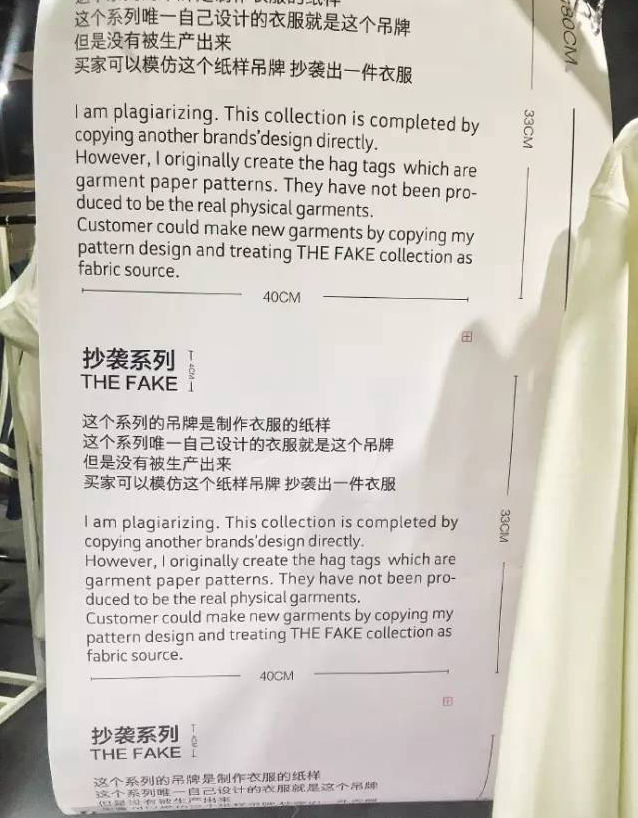 这个系列唯一自己设计的衣服就是这个吊牌
但是没有被生产出来
买家可以模仿这个纸样吊牌 抄袭出一件衣服
I am plagiarizing. This collection is completed by
copying another brands'design directly.
However, I originally create the hag tags which are
garment paper patterns. They have not been pro-
duced to be the real physical garments.
Customer could make new garments by copying my
pattern design and treating THE FAKE collection as
fabric source.
40CM
180CM
33CM
抄袭系列
THE FAKE
4CM
这个系列的吊牌是制作衣服的纸样
这个系列唯一自己设计的衣服就是这个吊牌
但是没有被生产出来
买家可以模仿这个纸样吊牌 抄袭出一件衣服
I am plagiarizing. This collection is completed by
copying another brands'design directly.
However, I originally create the hag tags which are
garment paper patterns. They have not been pro-
duced to be the real physical garments.
Customer could make new garments by copying my
pattern design and treating THE FAKE collection as
fabric source.
40CM
33CM
抄袭系列
THE FAKE
这个系列的吊牌是制作衣服的纸样
这个系列唯一自己设计的衣服就是这个吊牌
但是没有被生产出来